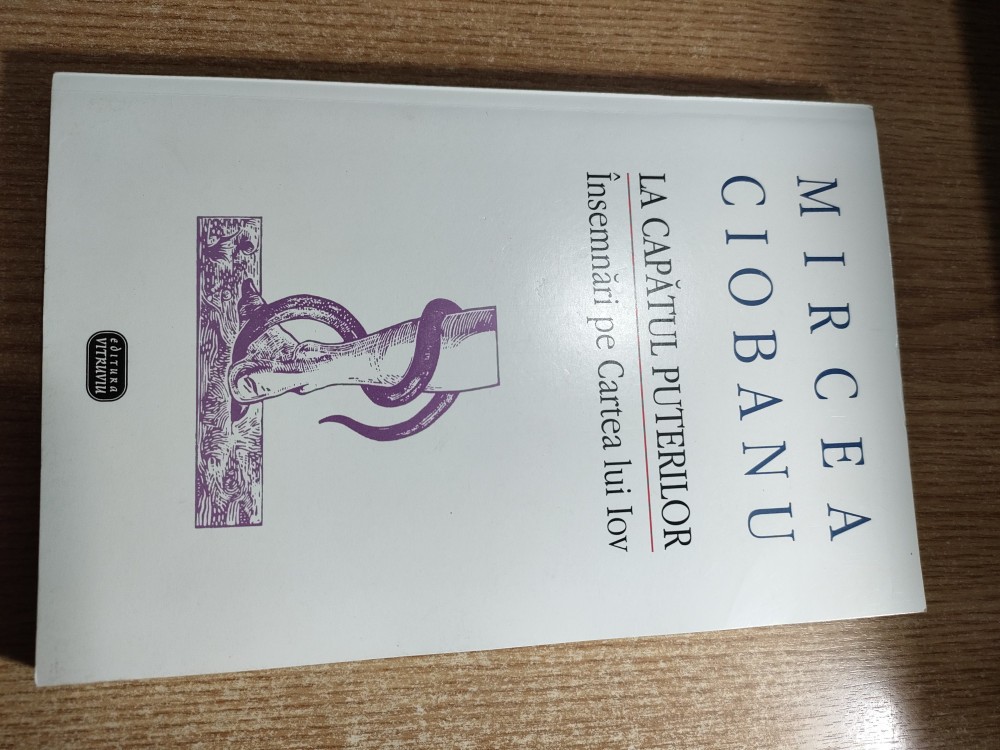 MIRCEA
CIOBANU
LA CAPĂTUL PUTERILOR
Însemnări pe Cartea lui Iov
editura
VITRUVIU